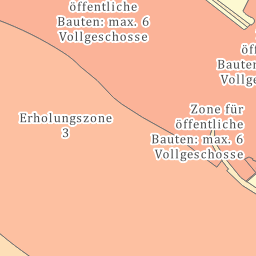 öffentliche
Bauten: max. 6
Vollgeschosse
Erholungszone
3
Zone für
öffentliche
Bauten: max. 6
Vollgeschosse